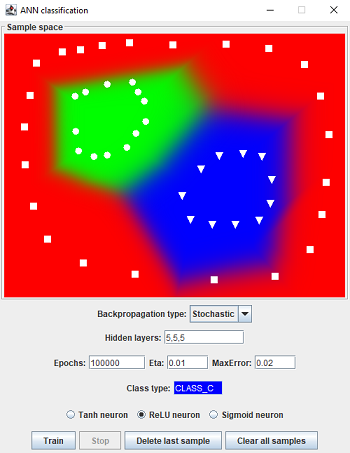 ANN classification
Sample space
Backpropagation type: Stochastic
Hidden layers: 5,5,5
Epochs: 100000 Eta: 0.01 MaxError: 0.02
Class type: CLASS_C
Tanh neuron ReLU neuron Sigmoid neuron
Train Stop Delete last sample Clear all samples